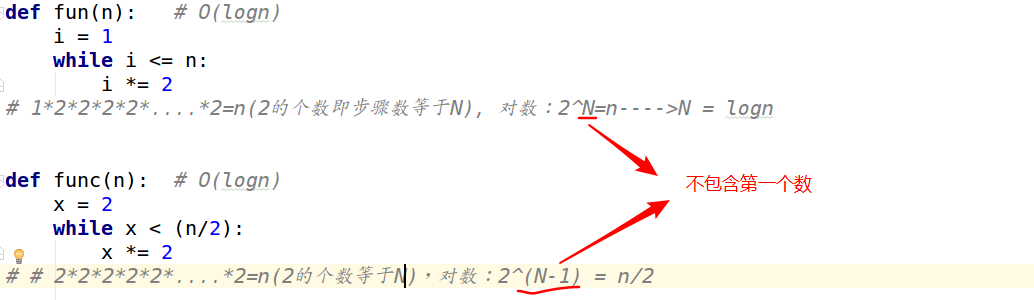 def fun(n):   # O(logn)
    i = 1
    while i <= n:
        i *= 2
# 1*2*2*2*2*....*2=n(2的个数即步骤数等于N), 对数：2^N=n---->N = logn
def func(n):  # O(logn)
    x = 2
    while x < (n/2):
        x *= 2
# # 2*2*2*2*2*....*2=n(2的个数等于N)，对数：2^(N-1) = n/2
不包含第一个数